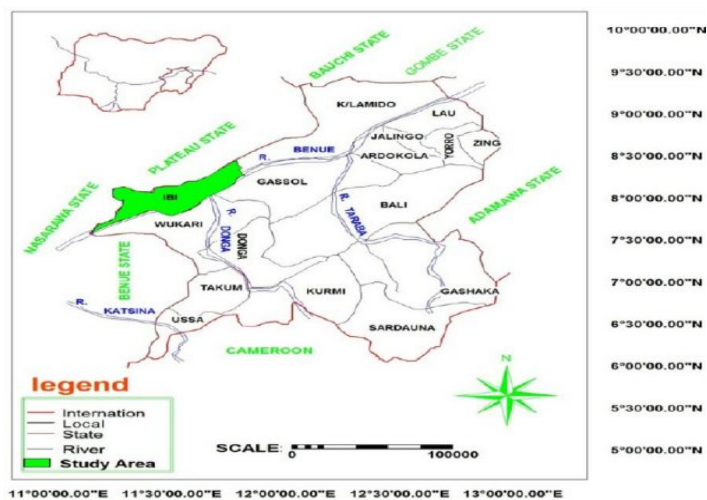 10°00'00.00"N
BAUCHI STATE
GOMBE STATE
9°30'00.00"N
K/LAMIDO
LAU
9°00'00.00"N
PLATEAU STATE
JALINGO
R. BENUE
ARDOKOLA
YORRO
ZING
8°30'00.00"N
GASSOL
IBI
NASARAWA STATE
R. TARABA
BALI
ADAMAWA STATE
8°00'00.00"N
WUKARI
R. DONGA
DONGA
7°30'00.00"N
BENUE STATE
TAKUM
KURMI
GASHAKA
7°00'00.00"N
R. KATSINA
USSA
SARDAUNA
6°30'00.00"N
CAMEROON
6°00'00.00"N
N
legend
Internation
Local
State
River
Study Area
5°30'00.00"N
SCALE:
0
100000
5°00'00.00"N
11°00'00.00"E
11°30'00.00"E
12°00'00.00"E
12°30'00.00"E
13°00'00.00"E